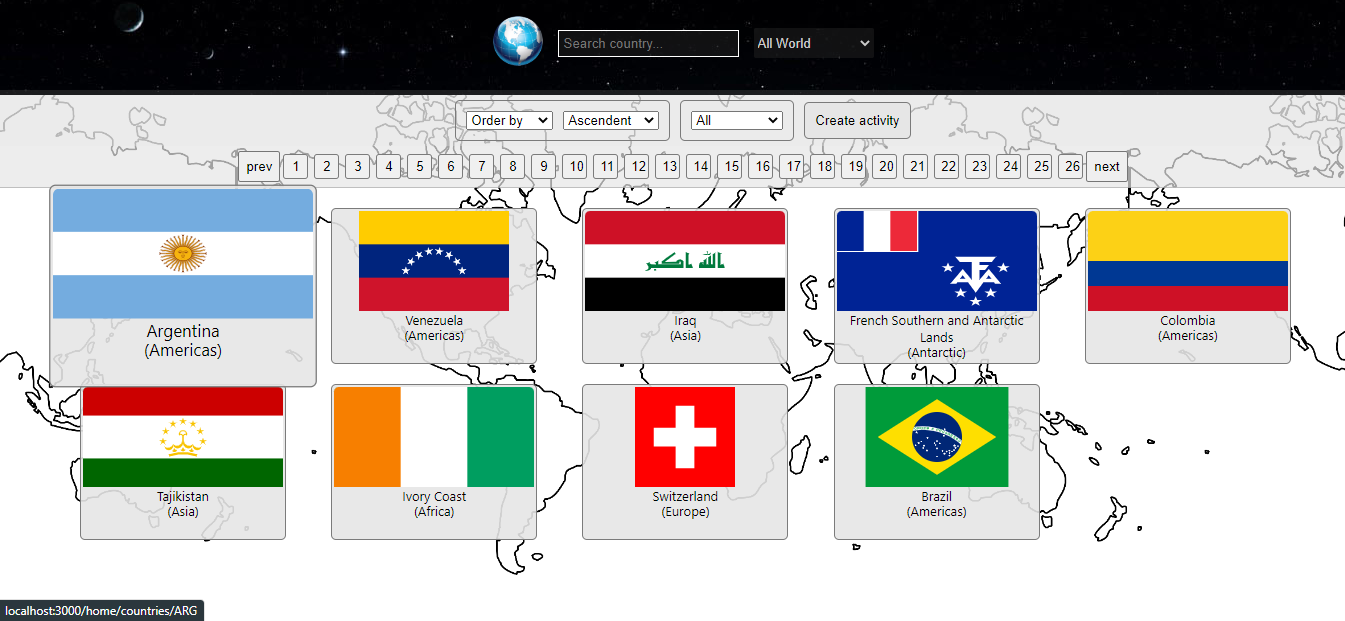 Search country...
All World
Order by
Ascendent
All
Create activity
prev 1 2 3 4 5 6 7 8 9 10 11 12 13 14 15 16 17 18 19 20 21 22 23 24 25 26 next
Argentina
(Americas)
Venezuela
(Americas)
الله اكبر
Iraq
(Asia)
French Southern and Antarctic
Lands
(Antarctic)
Colombia
(Americas)
Tajikistan
(Asia)
Ivory Coast
(Africa)
Switzerland
(Europe)
Brazil
(Americas)
localhost:3000/home/countries/ARG